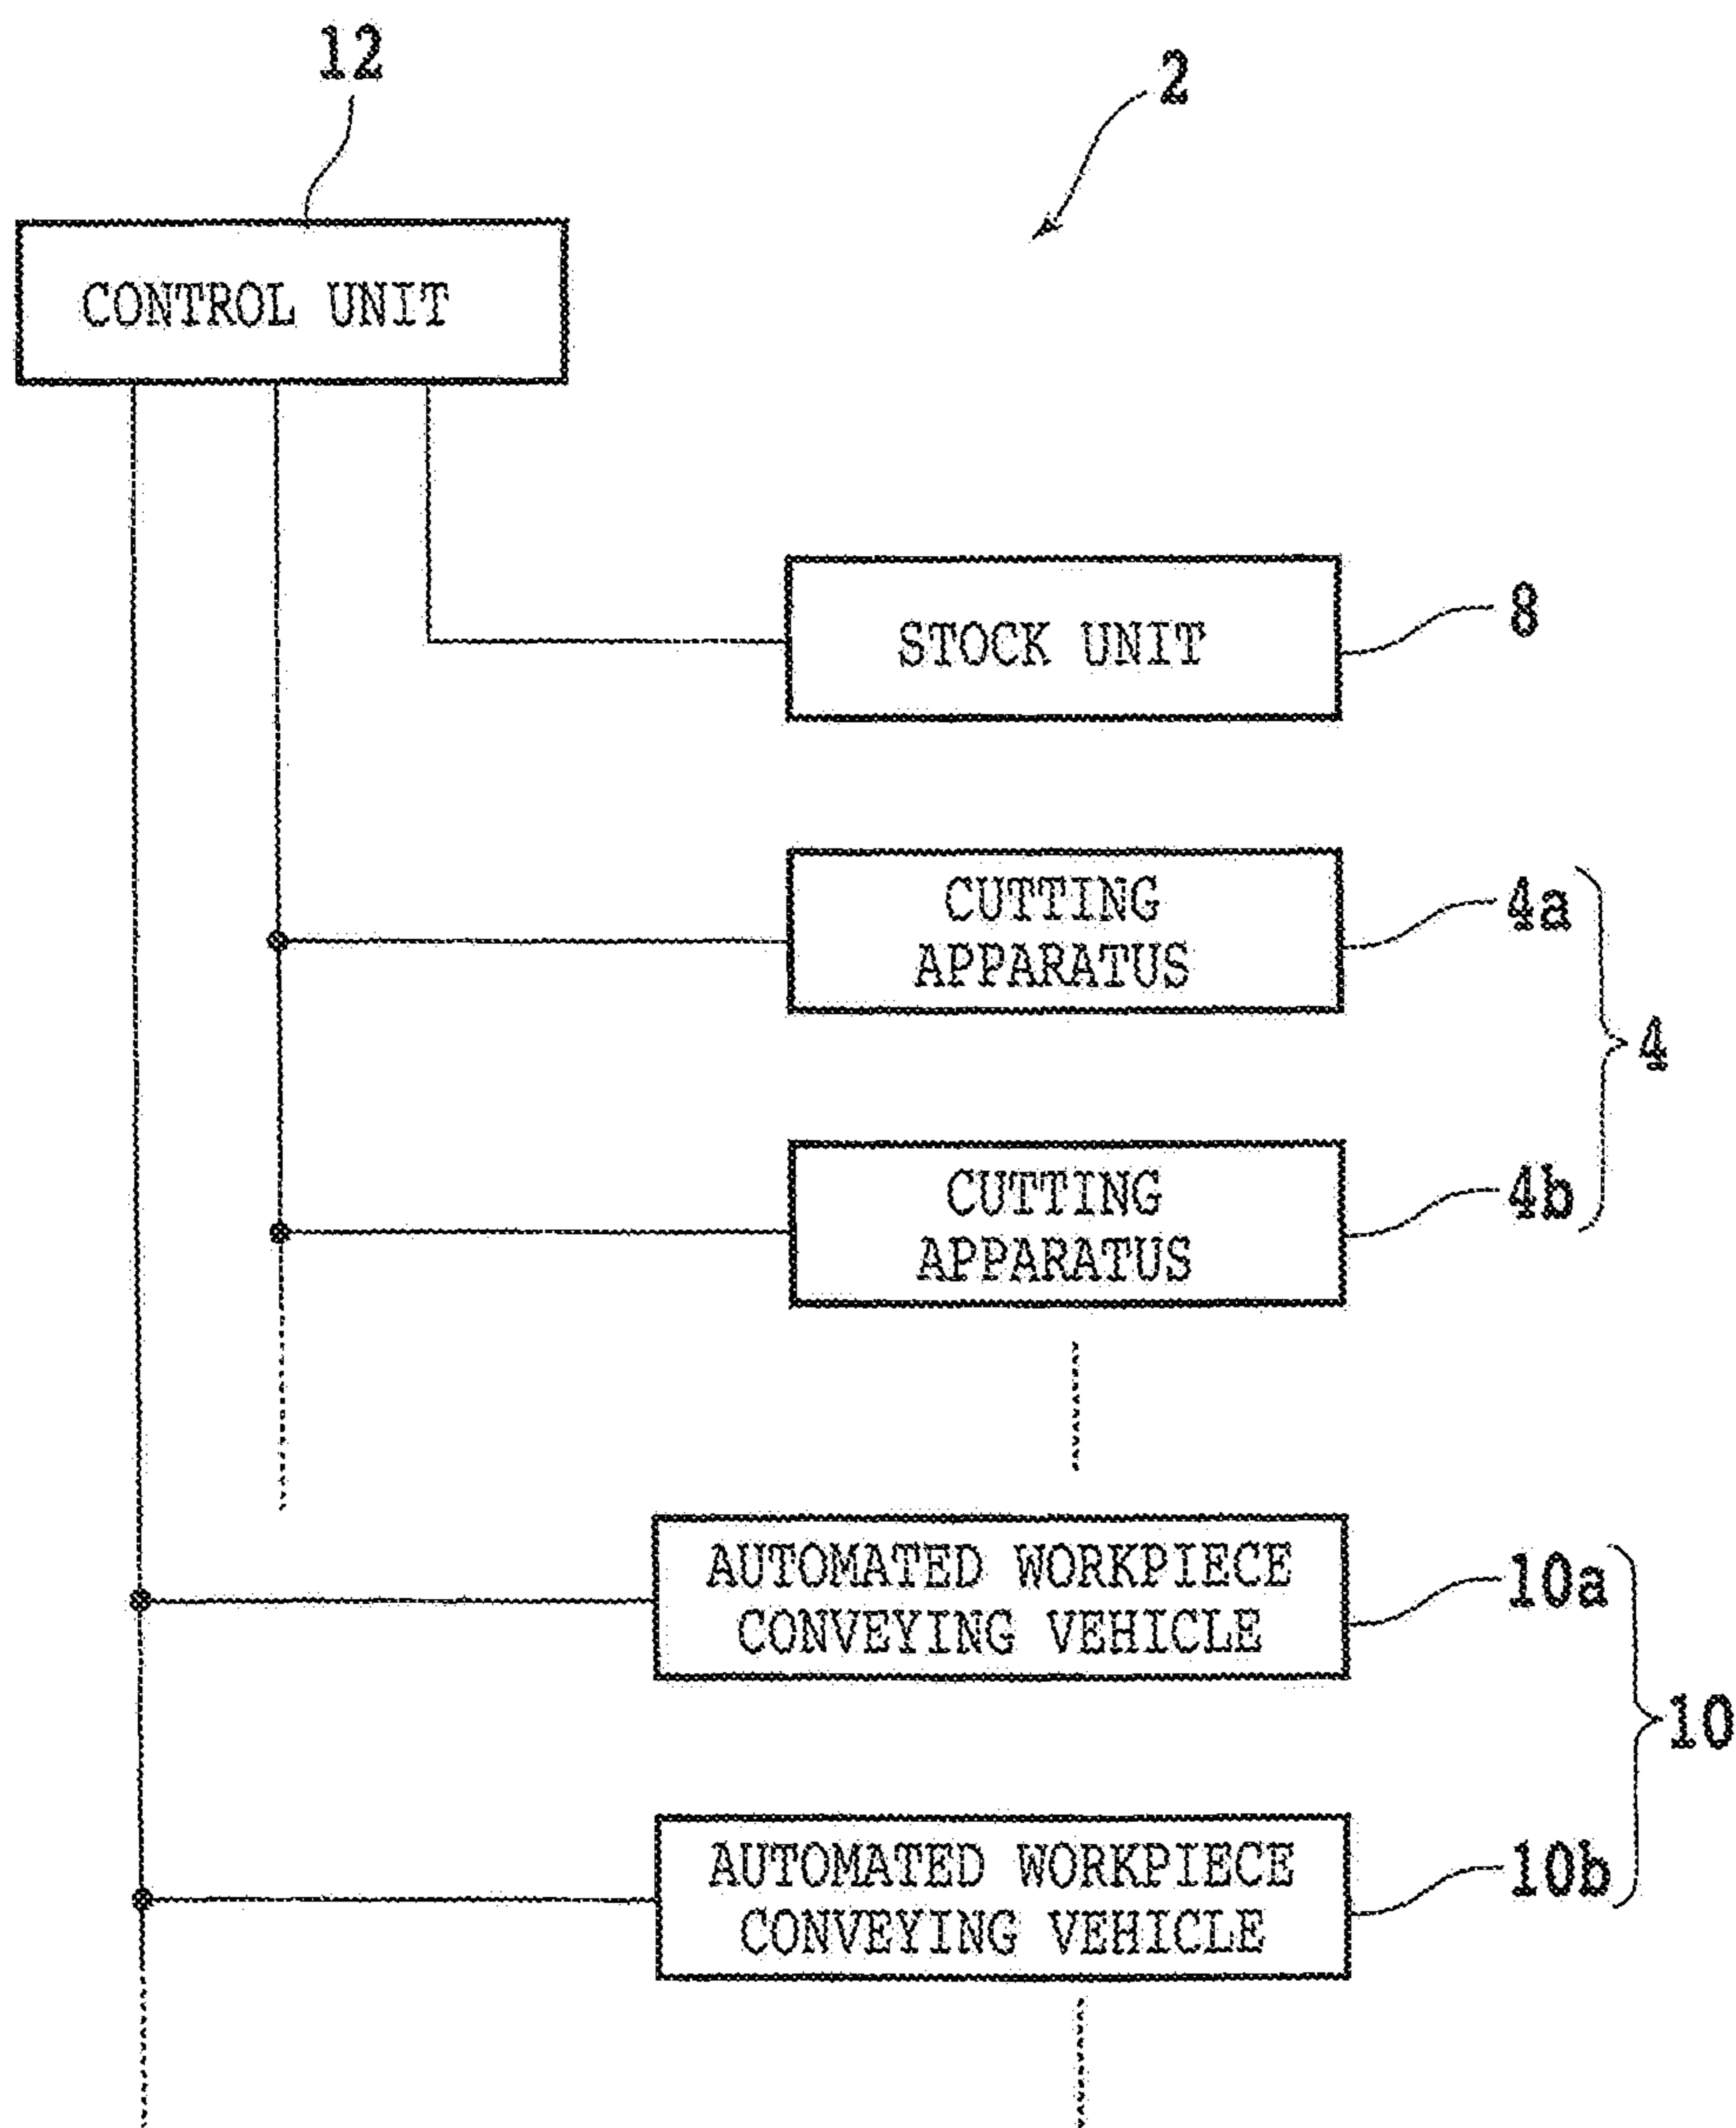 12
2
CONTROL UNIT
STOCK UNIT
8
CUTTING
APPARATUS
4a
4
CUTTING
APPARATUS
4b
AUTOMATED WORKPIECE
CONVEYING VEHICLE
10a
10
AUTOMATED WORKPIECE
CONVEYING VEHICLE
10b